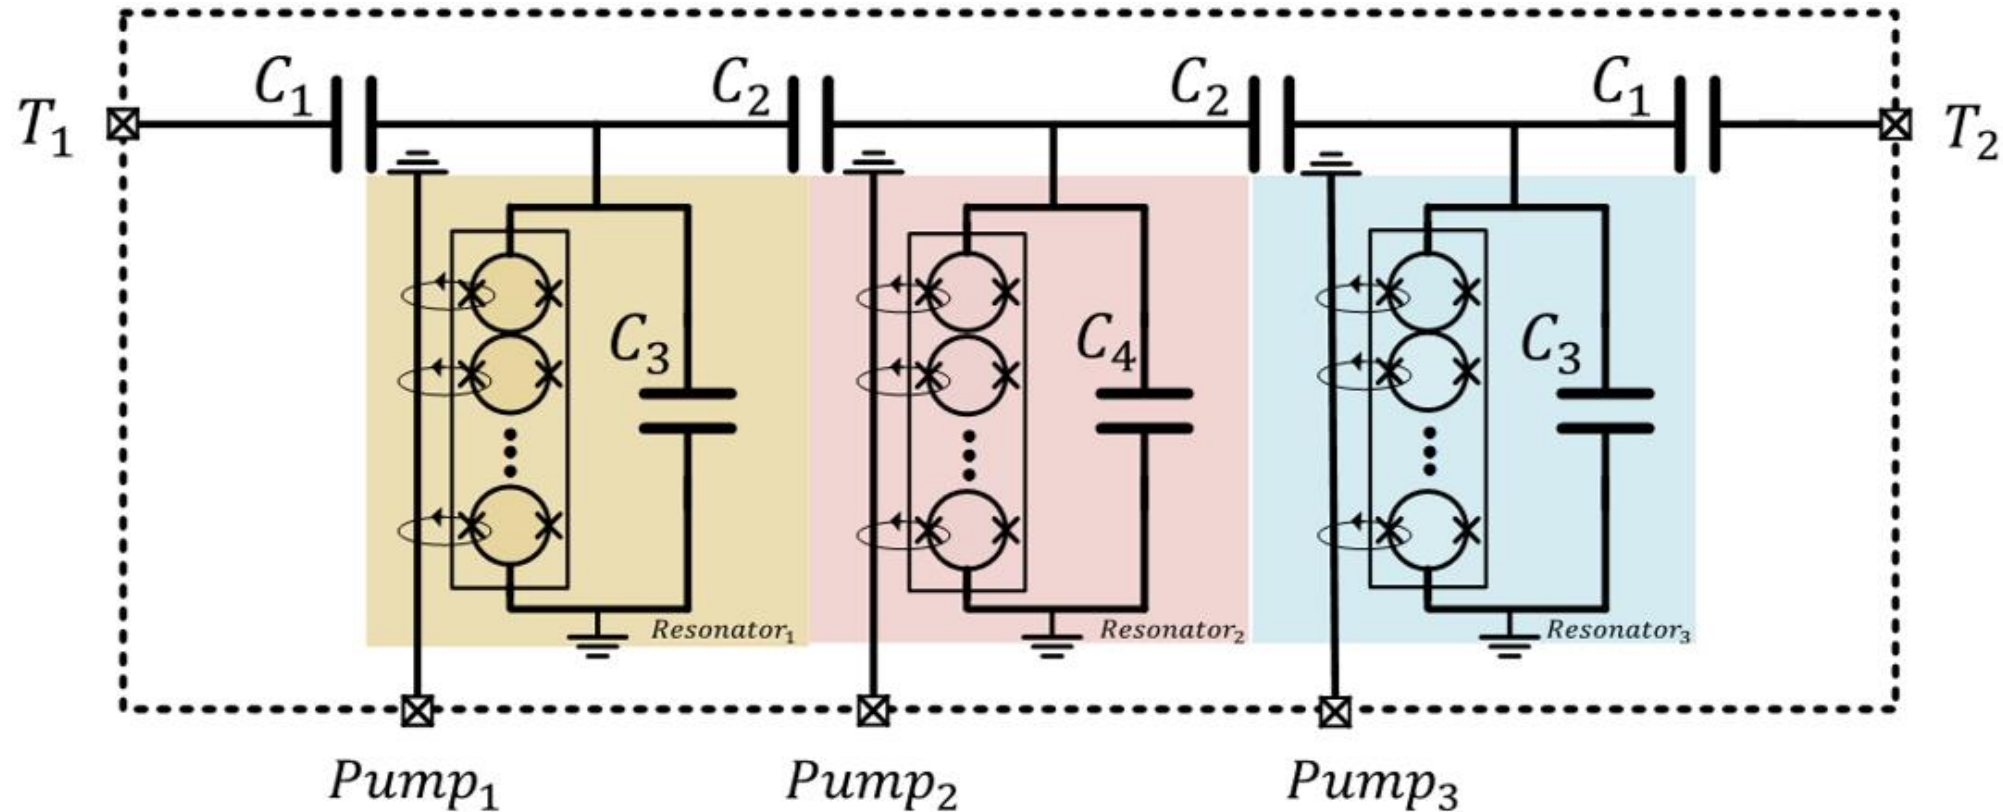 C₁ C₂ C₂ C₁
T₁ T₂
C₃ C₄ C₃
Resonator₁ Resonator₂ Resonator₃
Pump₁ Pump₂ Pump₃